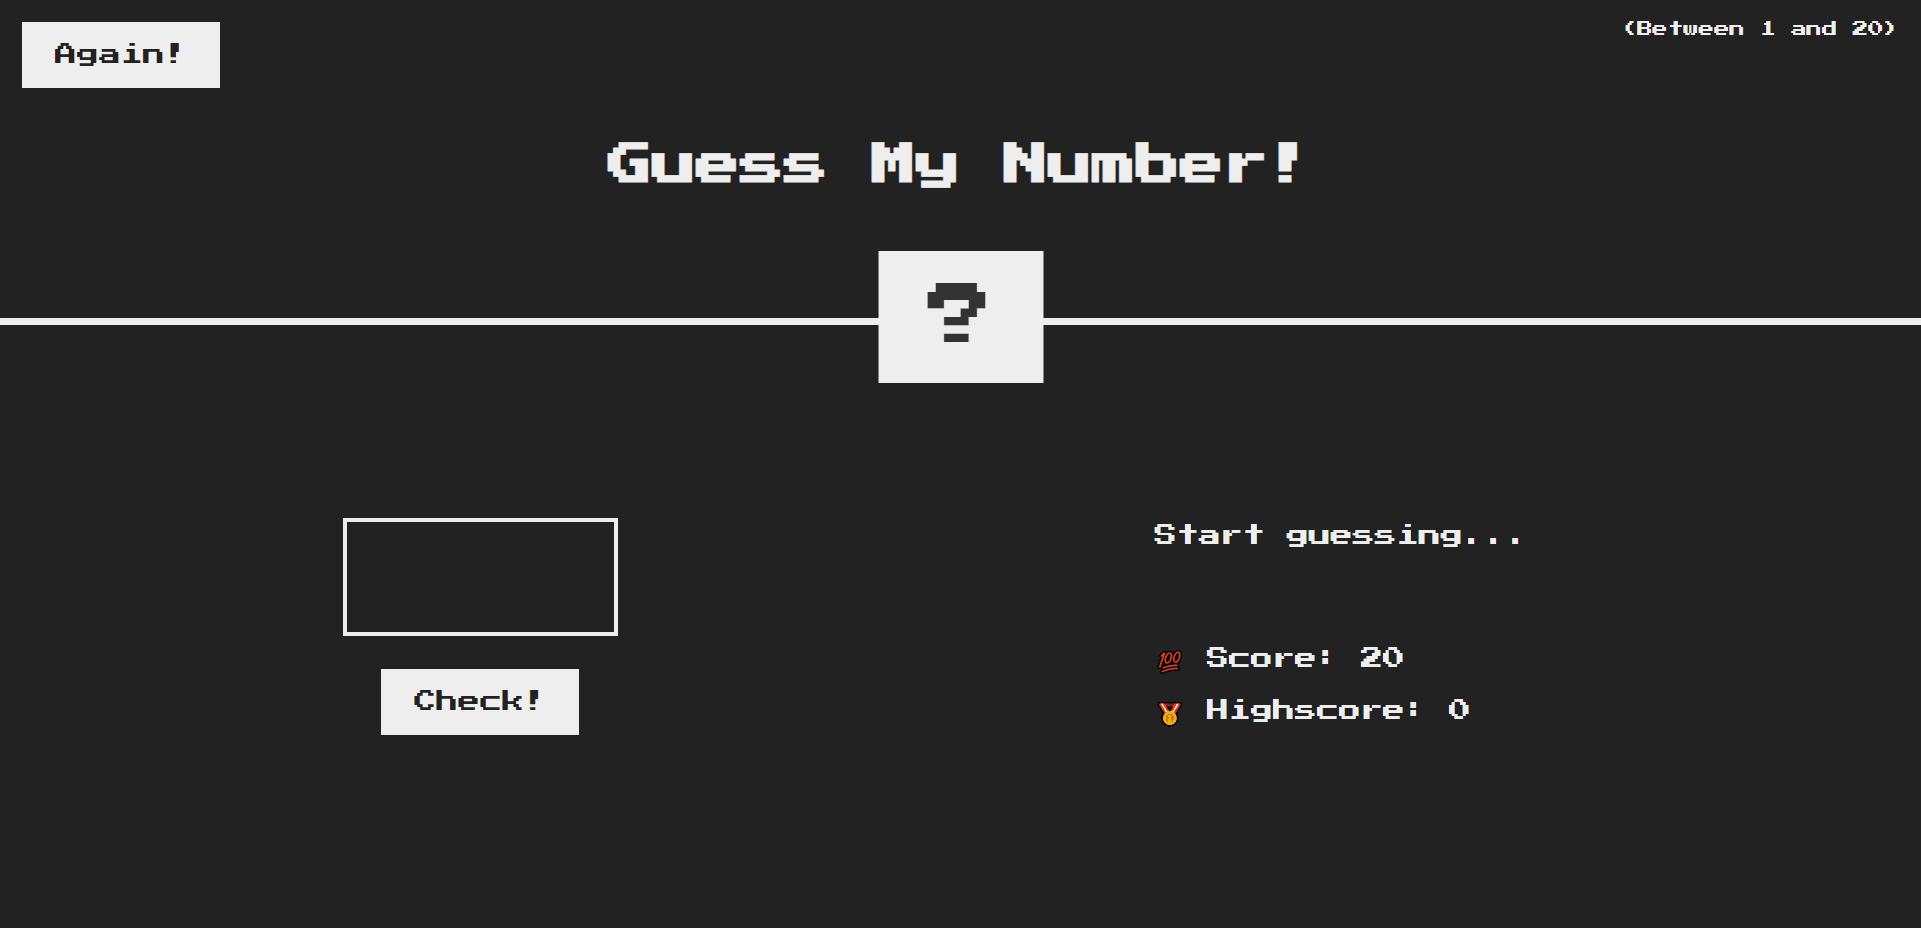 Again!
(Between 1 and 20)
Guess My Number!
?
Start guessing...
Check!
💯 Score: 20
🥇 Highscore: 0